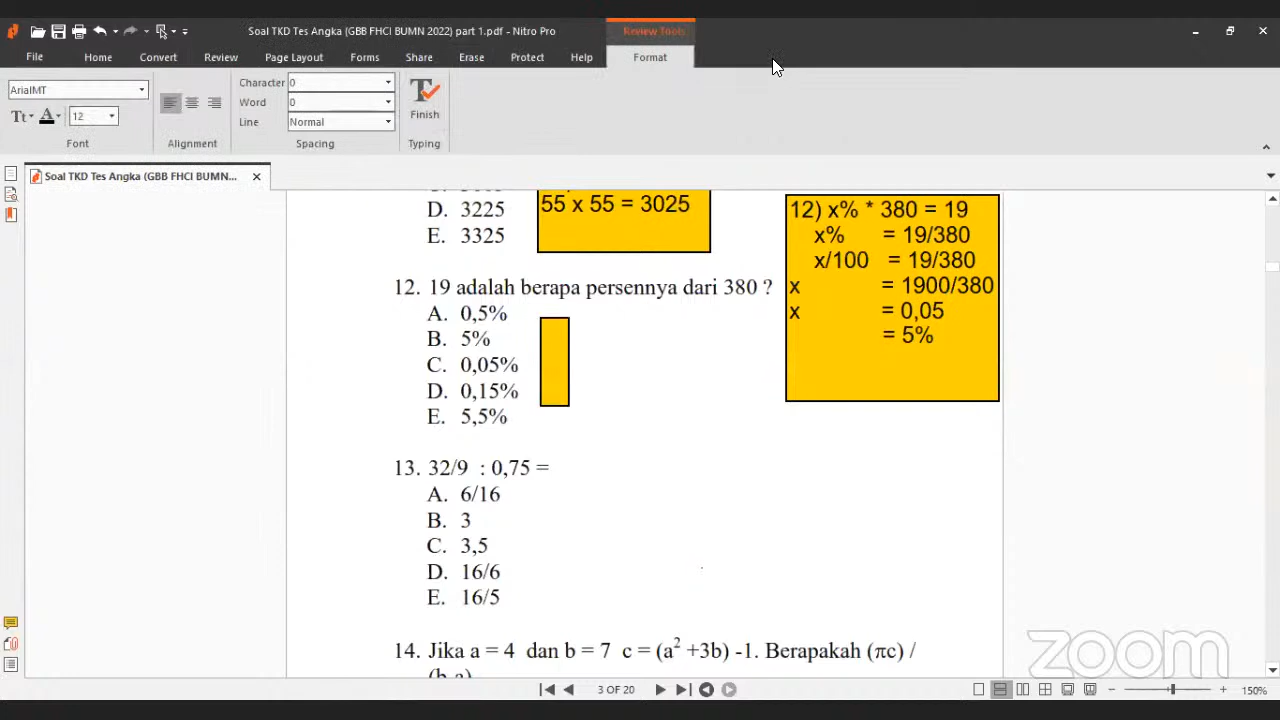 Soal TKD Tes Angka (GBB FHCI BUMN 2022) part 1.pdf - Nitro Pro
Review Tools
File Home Convert Review Page Layout Forms Share Erase Protect Help Format
ArialMT
Tt A 12
Font
Alignment
Character 0
Word 0
Line Normal
Spacing
Finish
Typing
Soal TKD Tes Angka (GBB FHCI BUMN...
D. 3225
E. 3325
55 x 55 = 3025
12) x% * 380 = 19
x% = 19/380
x/100 = 19/380
x = 1900/380
x = 0,05
= 5%
12. 19 adalah berapa persennya dari 380 ?
A. 0,5%
B. 5%
C. 0,05%
D. 0,15%
E. 5,5%
13. 32/9 : 0,75 =
A. 6/16
B. 3
C. 3,5
D. 16/6
E. 16/5
14. Jika a = 4 dan b = 7 c = (a² +3b) -1. Berapakah (πc) /
(b-a)
zoom
3 OF 20
150%